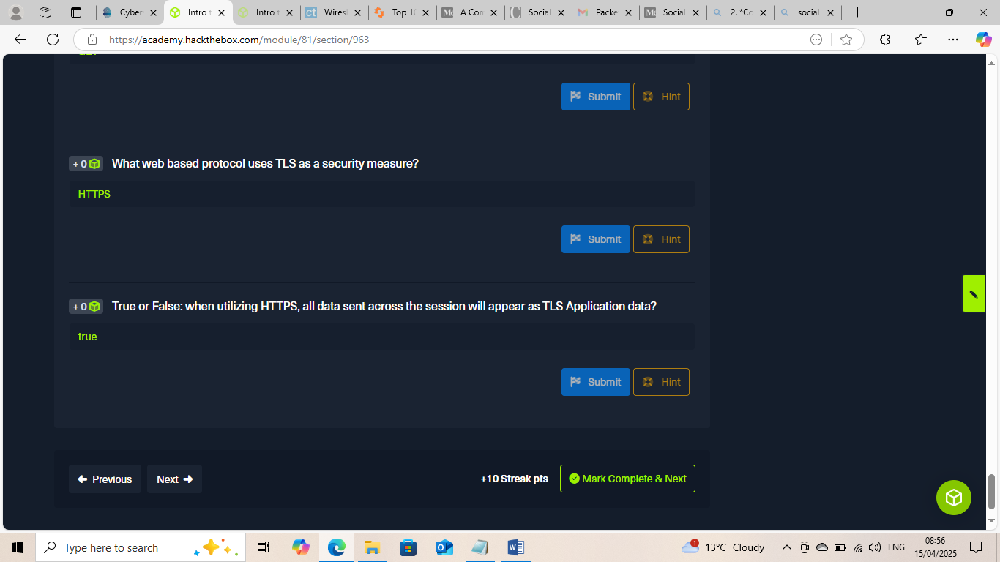 Cyber
Intro t
Intro t
Wires
Top 1
A Con
Social
Packe
Social
2. *Co
social
https://academy.hackthebox.com/module/81/section/963
Submit
Hint
+ 0
What web based protocol uses TLS as a security measure?
HTTPS
Submit
Hint
+ 0
True or False: when utilizing HTTPS, all data sent across the session will appear as TLS Application data?
true
Submit
Hint
Previous
Next
+10 Streak pts
Mark Complete & Next
Type here to search
1
13°C Cloudy
ENG
08:56
15/04/2025